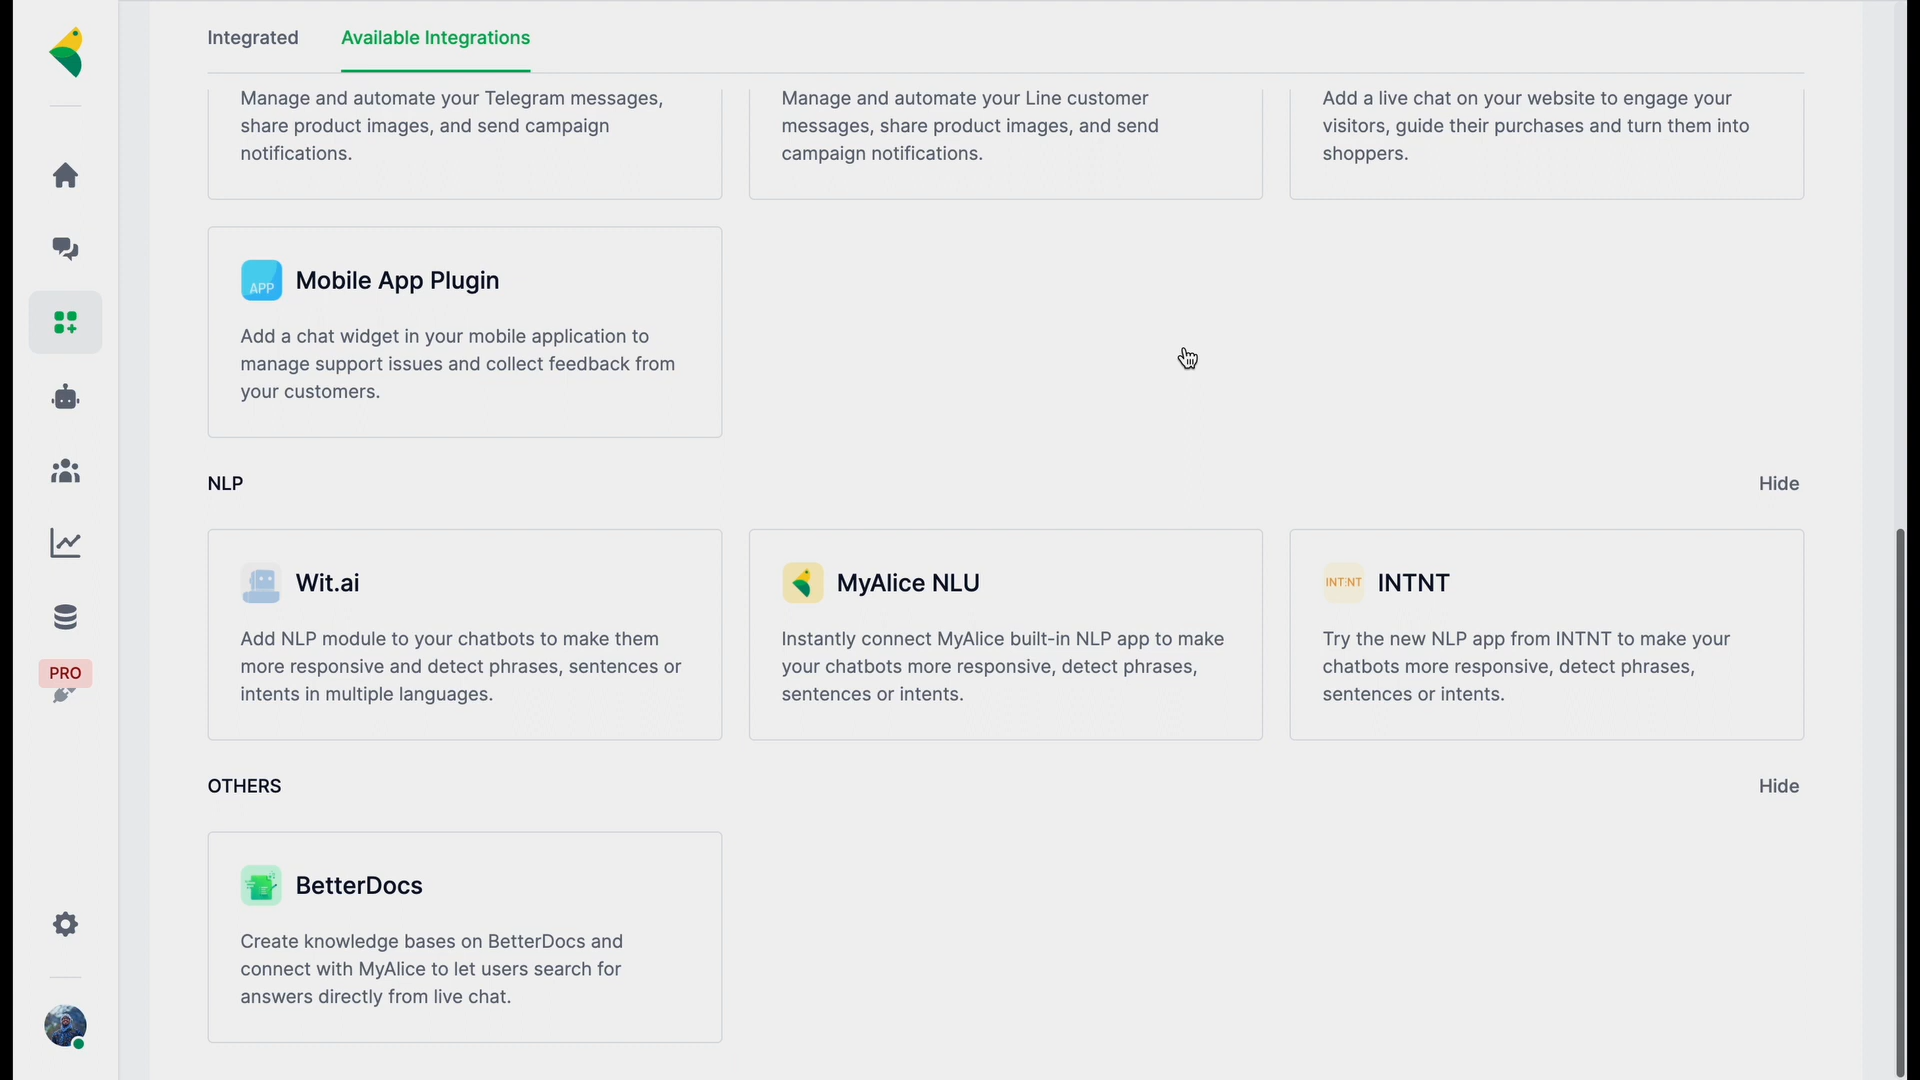 Integrated
Available Integrations
Manage and automate your Telegram messages,
share product images, and send campaign
notifications.
Manage and automate your Line customer
messages, share product images, and send
campaign notifications.
Add a live chat on your website to engage your
visitors, guide their purchases and turn them into
shoppers.
APP
Mobile App Plugin
Add a chat widget in your mobile application to
manage support issues and collect feedback from
your customers.
NLP
Hide
Wit.ai
Add NLP module to your chatbots to make them
more responsive and detect phrases, sentences or
intents in multiple languages.
MyAlice NLU
Instantly connect MyAlice built-in NLP app to make
your chatbots more responsive, detect phrases,
sentences or intents.
INTNT
INTNT
Try the new NLP app from INTNT to make your
chatbots more responsive, detect phrases,
sentences or intents.
PRO
OTHERS
Hide
BetterDocs
Create knowledge bases on BetterDocs and
connect with MyAlice to let users search for
answers directly from live chat.